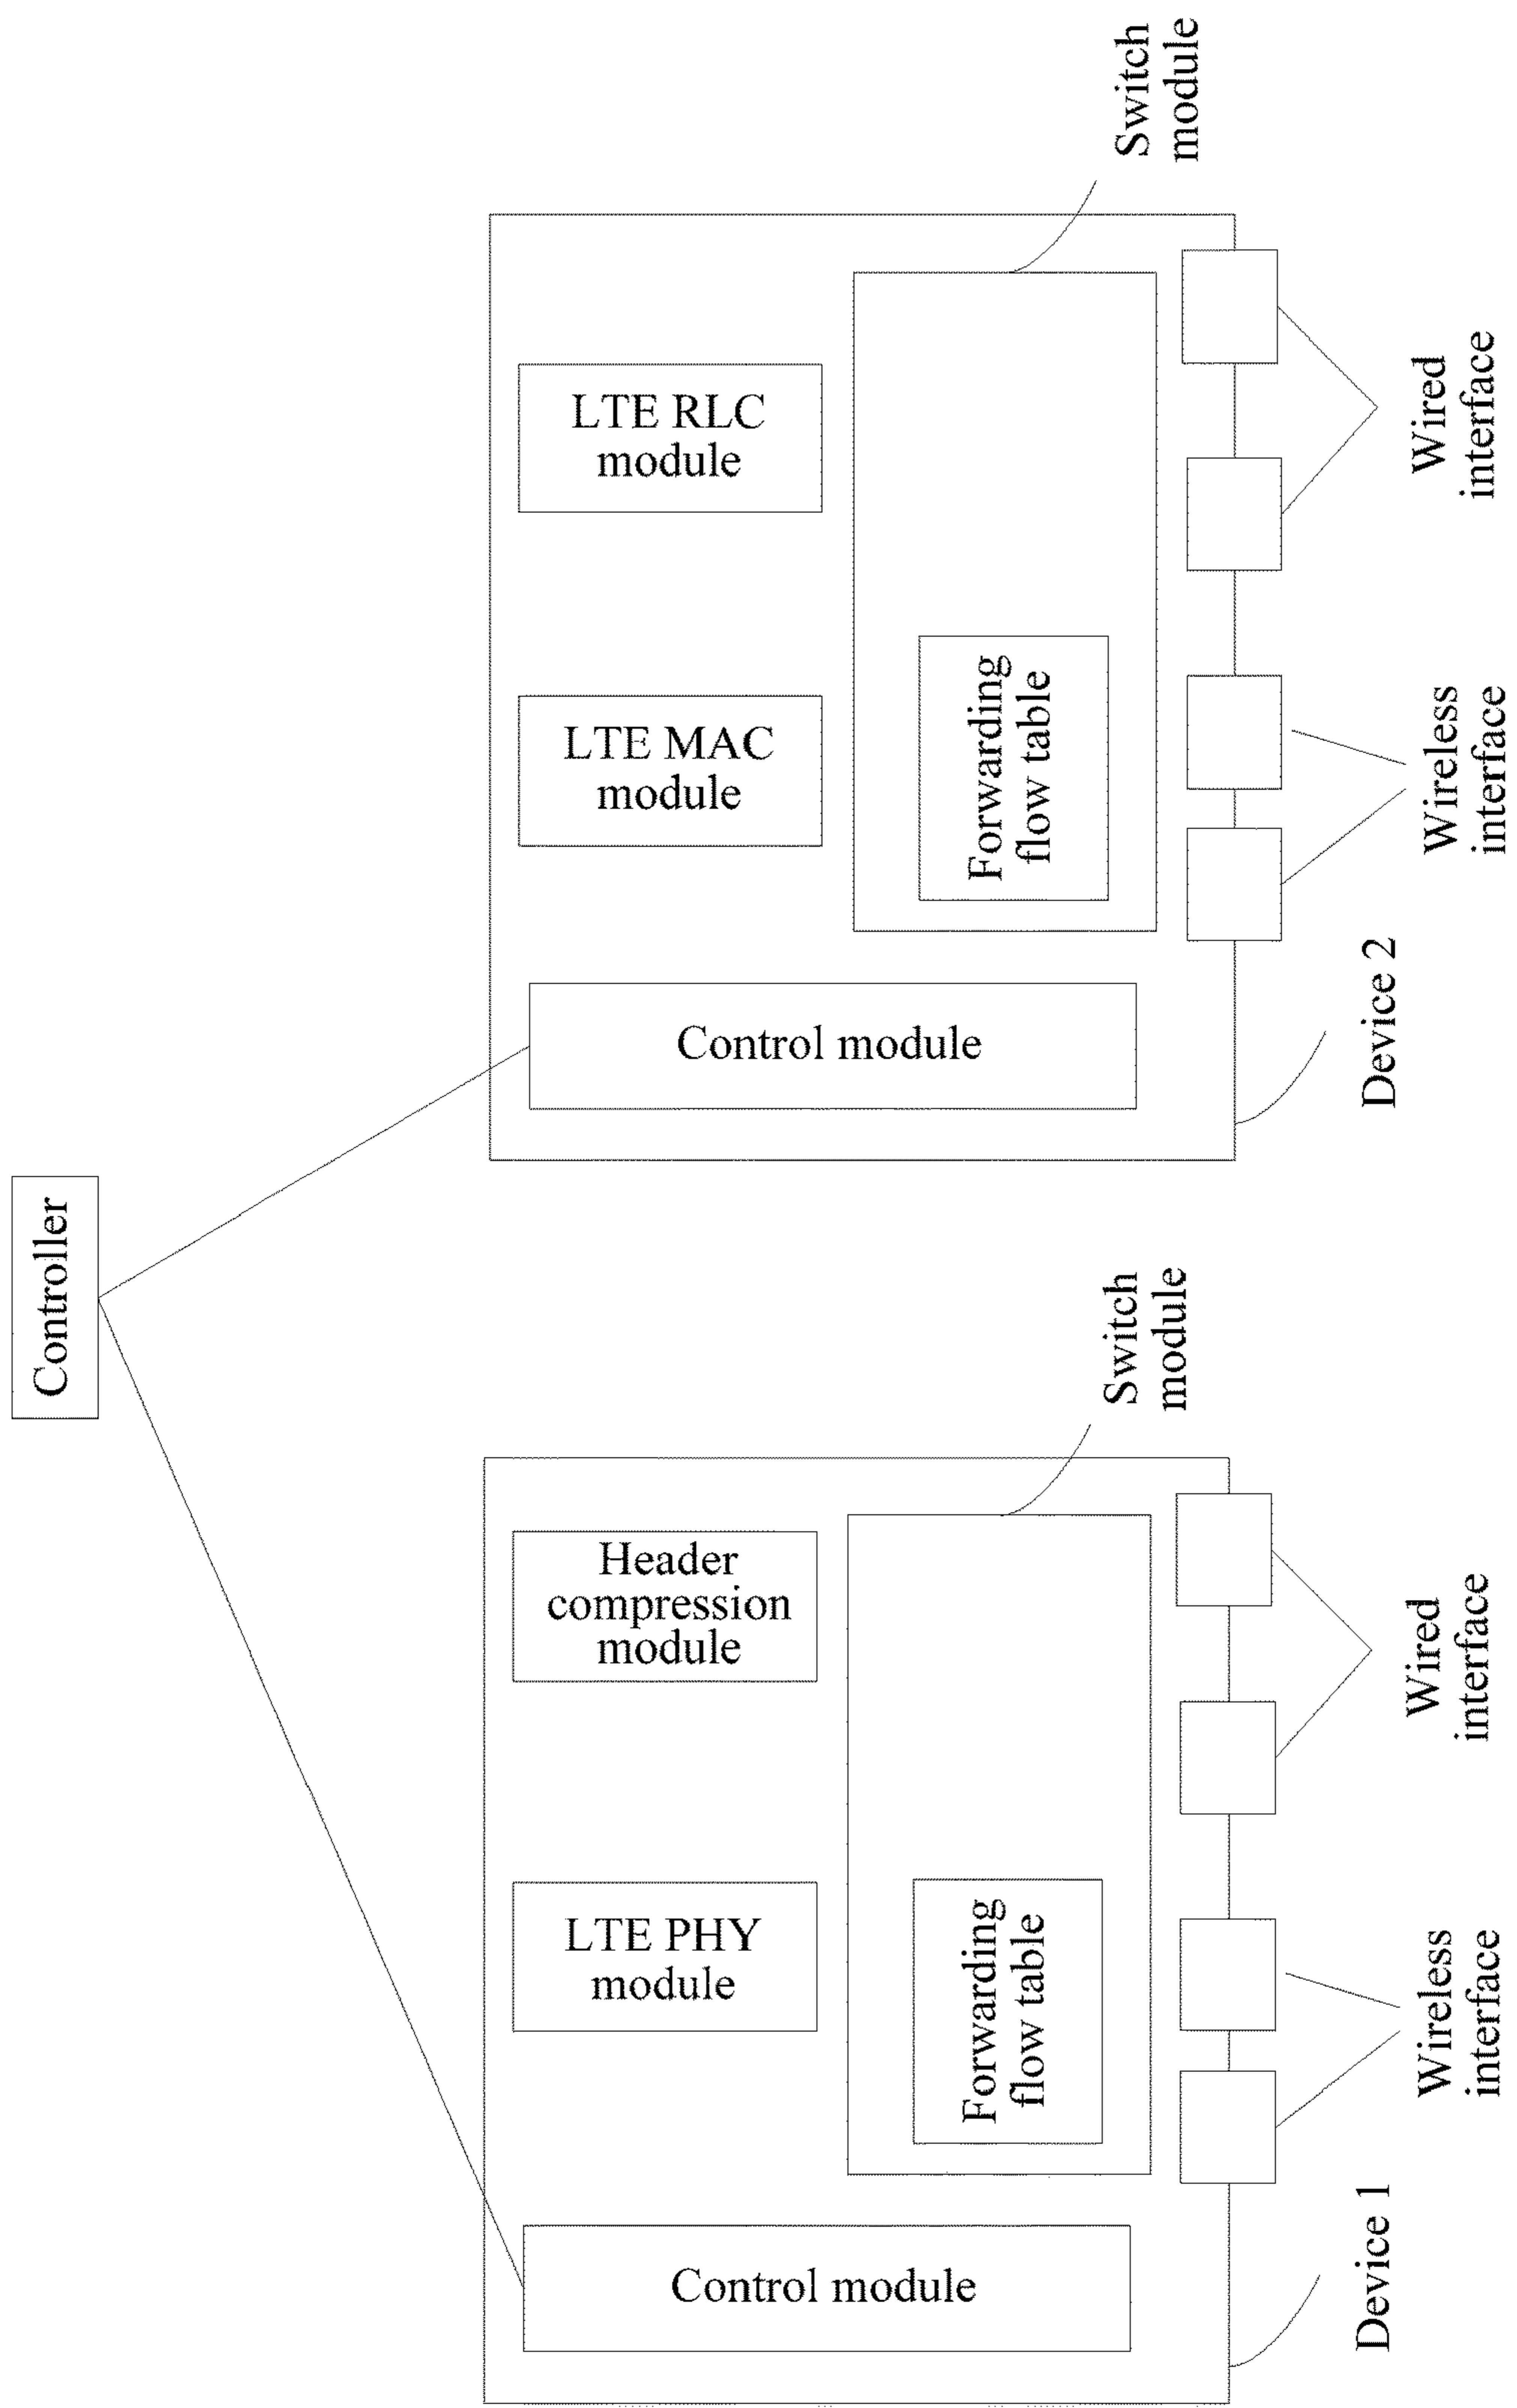 Controller
Control module
LTE PHY
module
Header
compression
module
Forwarding
flow table
Switch
module
Device 1
Wireless
interface
Wired
interface
Control module
LTE MAC
module
LTE RLC
module
Forwarding
flow table
Switch
module
Device 2
Wireless
interface
Wired
interface